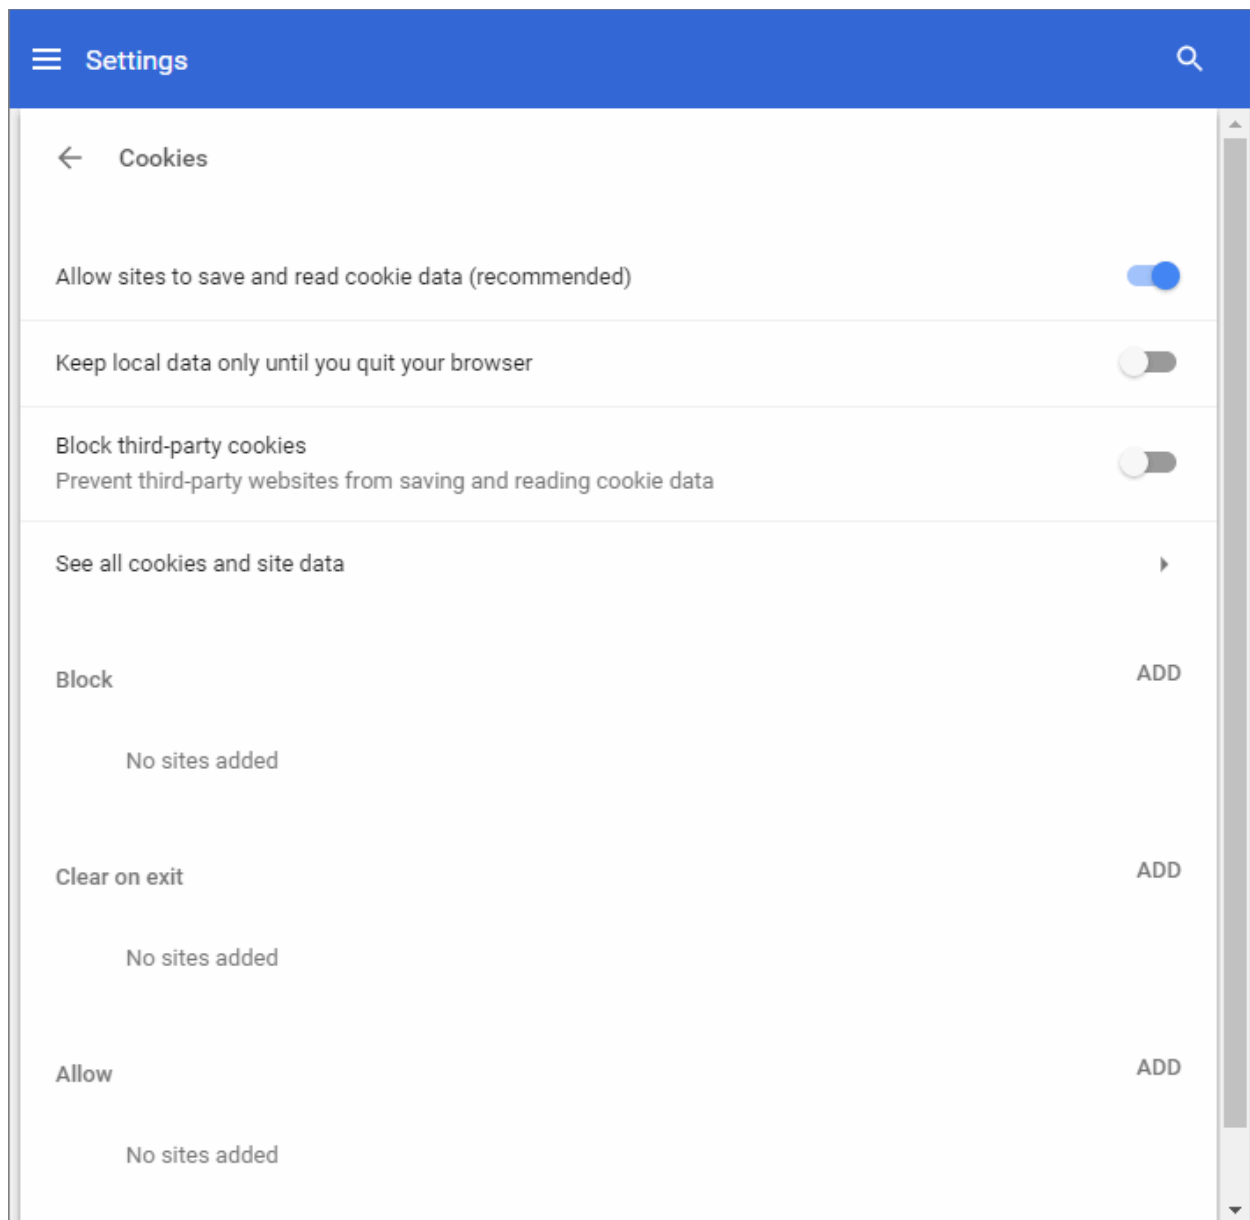 Settings
Cookies
Allow sites to save and read cookie data (recommended)
Keep local data only until you quit your browser
Block third-party cookies
Prevent third-party websites from saving and reading cookie data
See all cookies and site data
Block
ADD
No sites added
Clear on exit
ADD
No sites added
Allow
ADD
No sites added